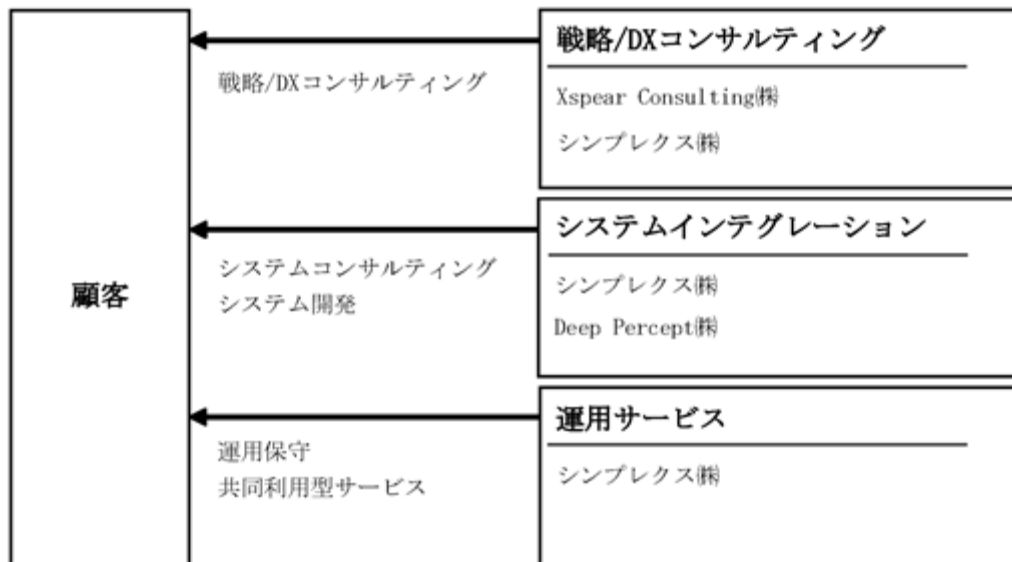 顧客
戦略/DXコンサルティング
戦略/DXコンサルティング
Xspear Consulting㈱
シンプレクス㈱
システムコンサルティング
システム開発
システムインテグレーション
シンプレクス㈱
Deep Percept㈱
運用保守
共同利用型サービス
運用サービス
シンプレクス㈱